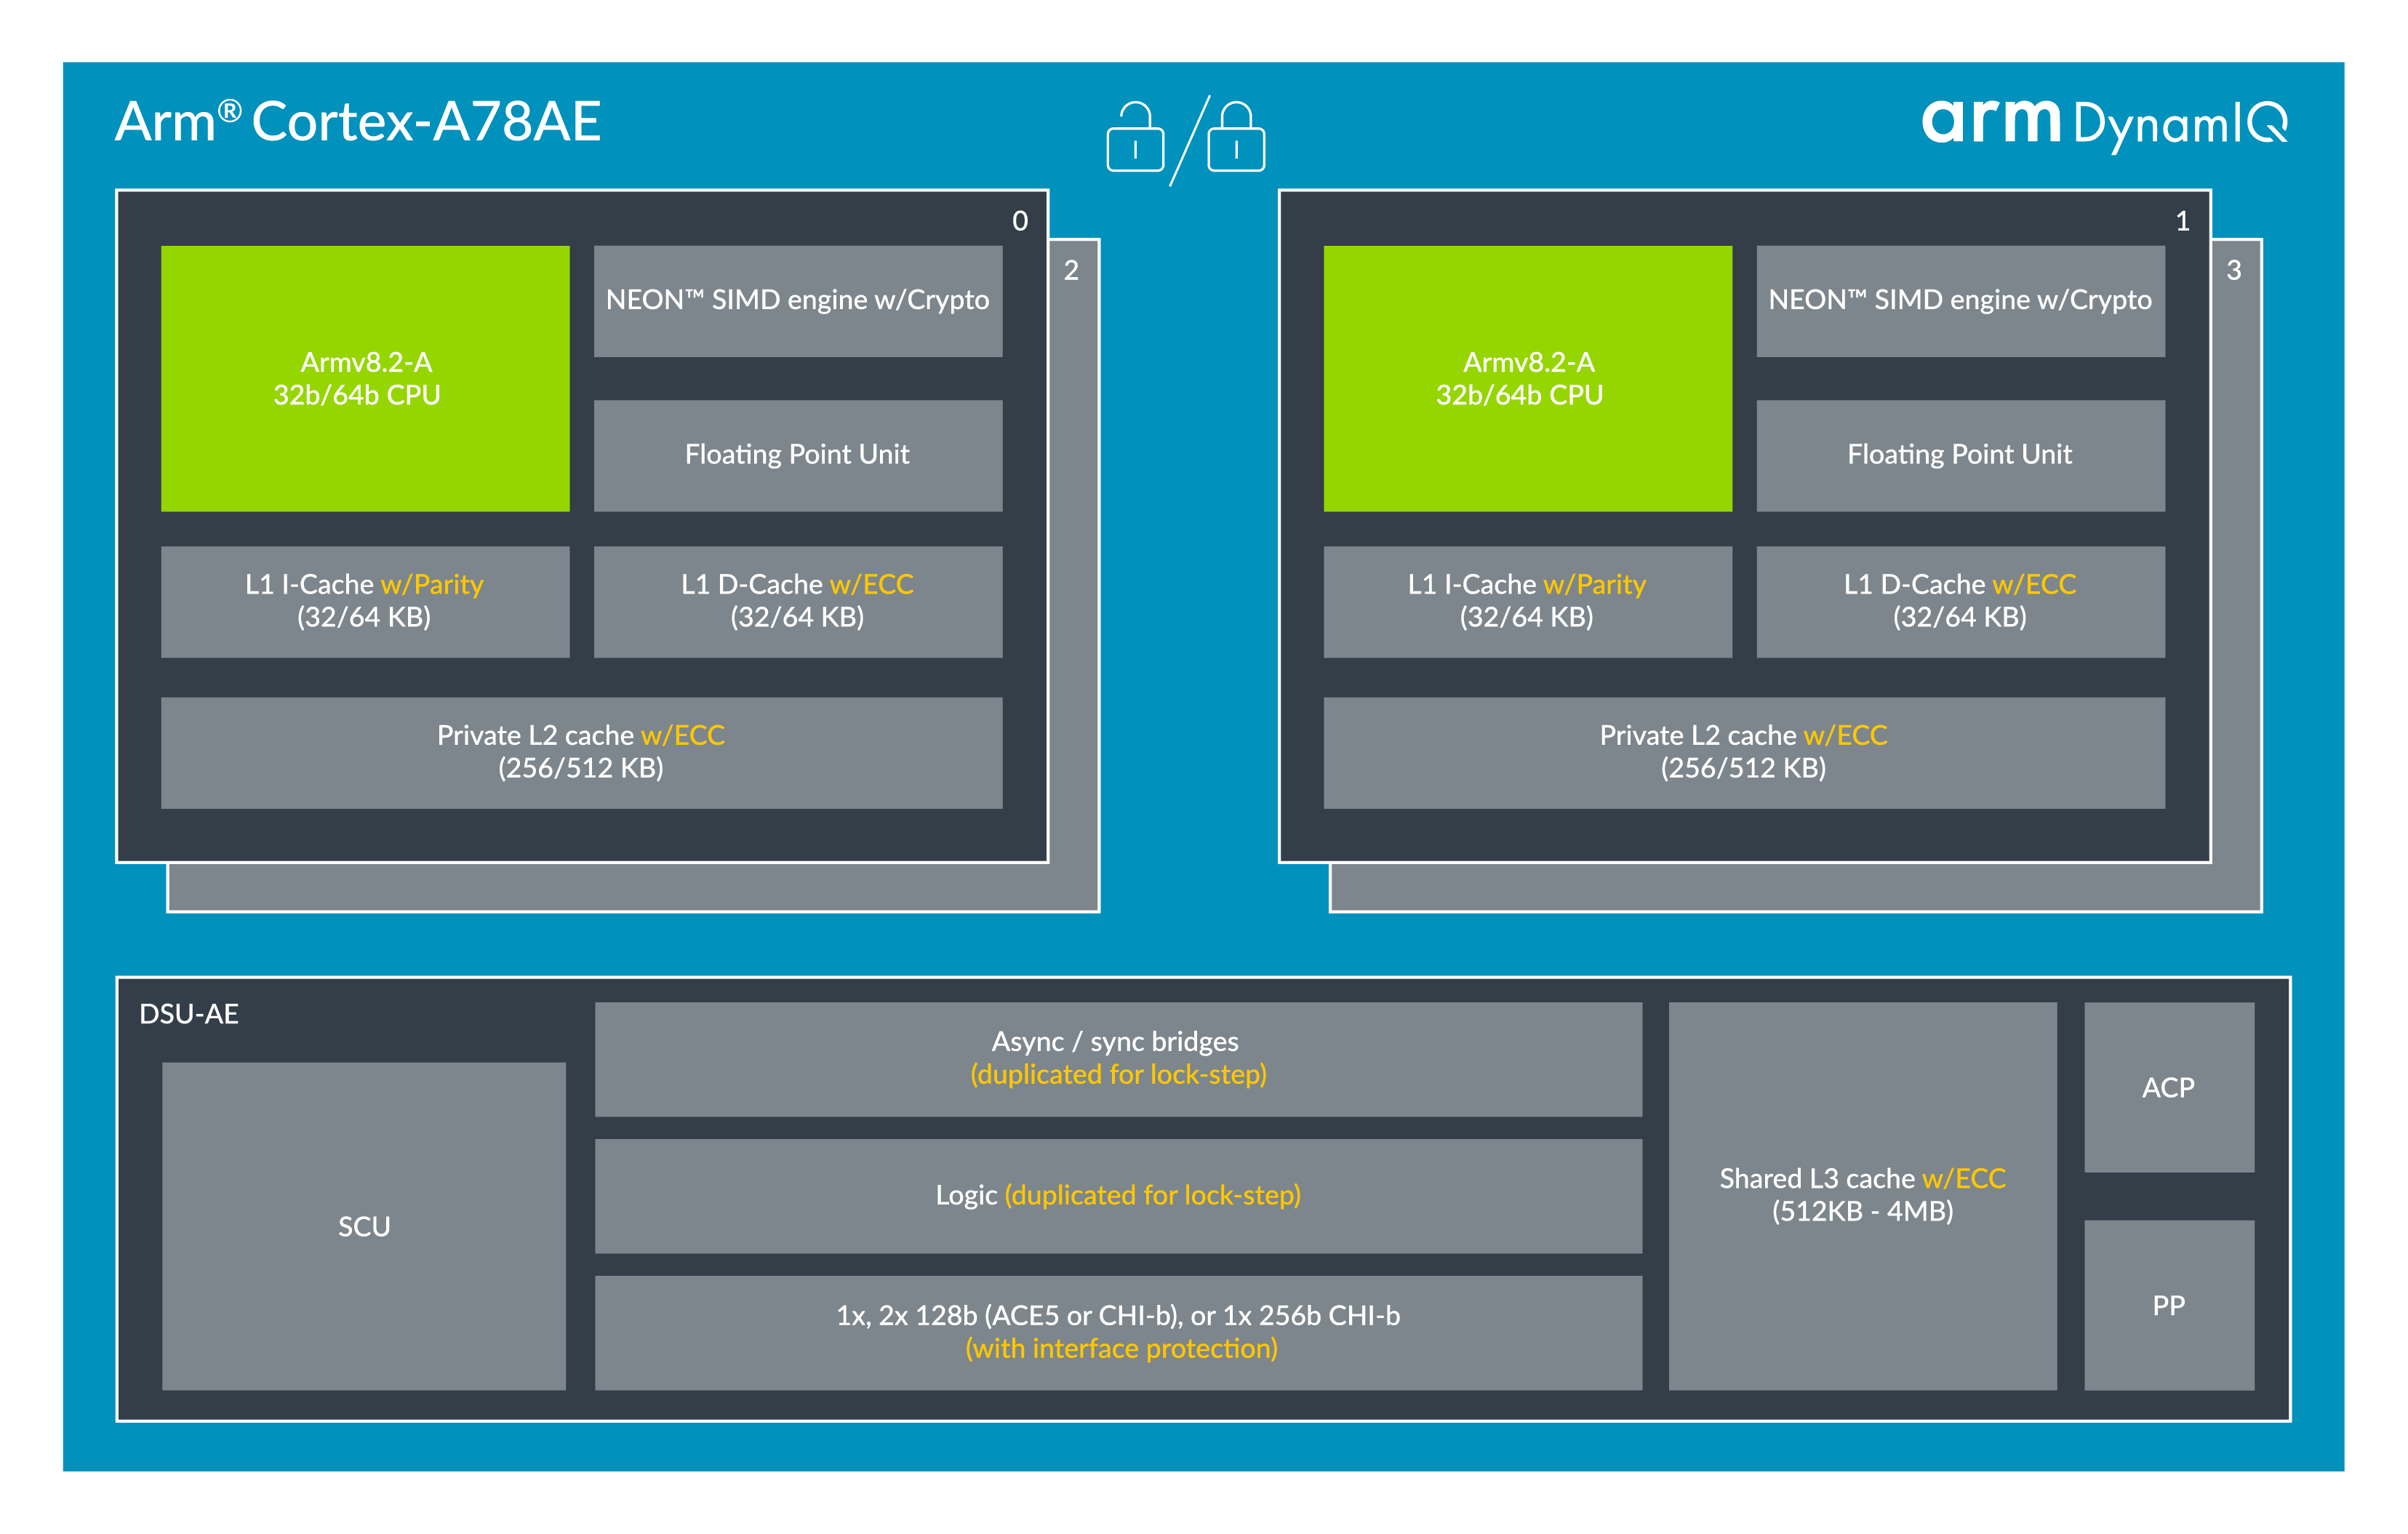 Arm® Cortex-A78AE
arm DynamIQ
0
2
Armv8.2-A
32b/64b CPU
NEON™ SIMD engine w/Crypto
Floating Point Unit
L1 I-Cache w/Parity
(32/64 KB)
L1 D-Cache w/ECC
(32/64 KB)
Private L2 cache w/ECC
(256/512 KB)
1
3
Armv8.2-A
32b/64b CPU
NEON™ SIMD engine w/Crypto
Floating Point Unit
L1 I-Cache w/Parity
(32/64 KB)
L1 D-Cache w/ECC
(32/64 KB)
Private L2 cache w/ECC
(256/512 KB)
DSU-AE
SCU
Async / sync bridges
(duplicated for lock-step)
Logic (duplicated for lock-step)
1x, 2x 128b (ACE5 or CHI-b), or 1x 256b CHI-b
(with interface protection)
Shared L3 cache w/ECC
(512KB - 4MB)
ACP
PP